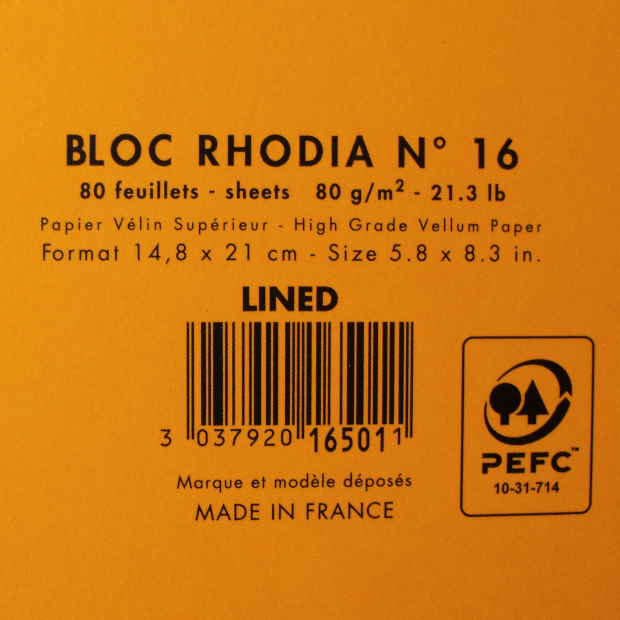 BLOC RHODIA N° 16
80 feuillets - sheets 80 g/m² - 21.3 lb
Papier Vélin Supérieur - High Grade Vellum Paper
Format 14,8 x 21 cm - Size 5.8 x 8.3 in.
LINED
3 037920 165011
Marque et modèle déposés
MADE IN FRANCE
PEFC™
10-31-714